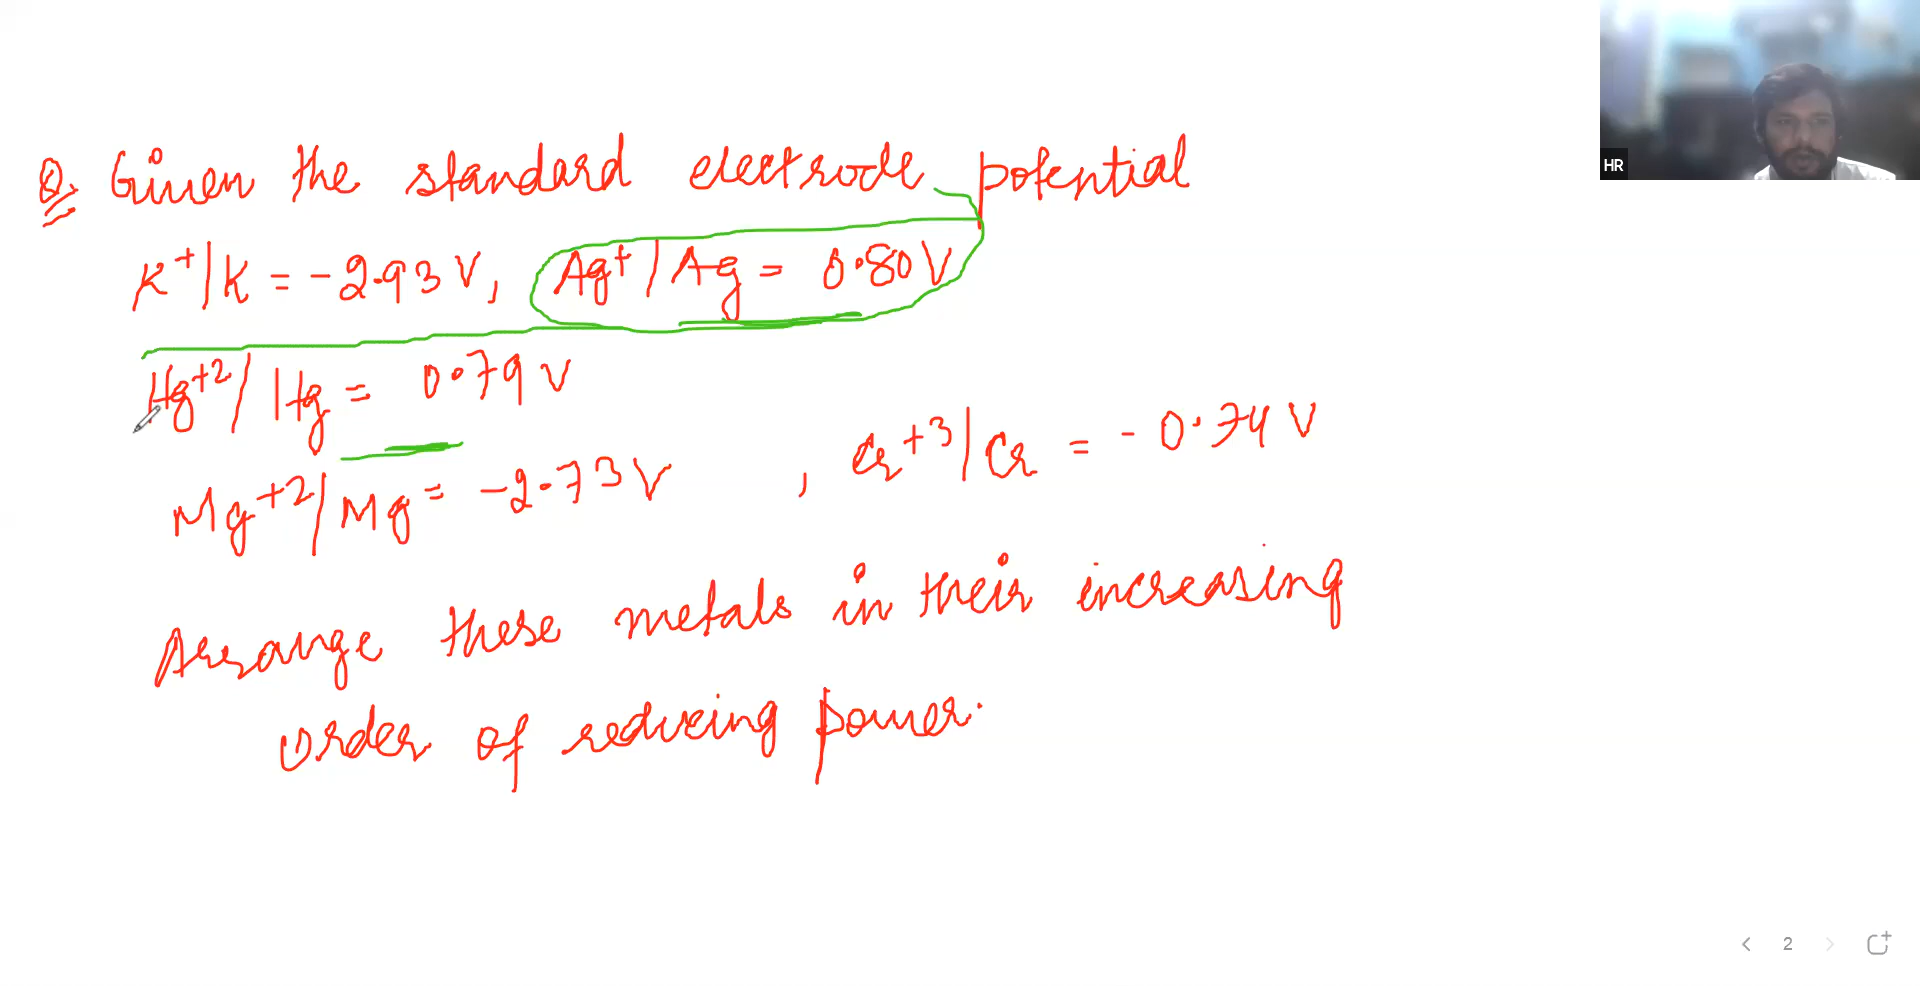 Q. Given the standard electrode potential
K⁺/K = -2.93 V, Ag⁺/Ag = 0.80 V
Hg⁺²/Hg = 0.79 V
Mg⁺²/Mg = -2.73 V , Cr⁺³/Cr = -0.74 V
Arrange these metals in their increasing
order of reducing power.
HR
2